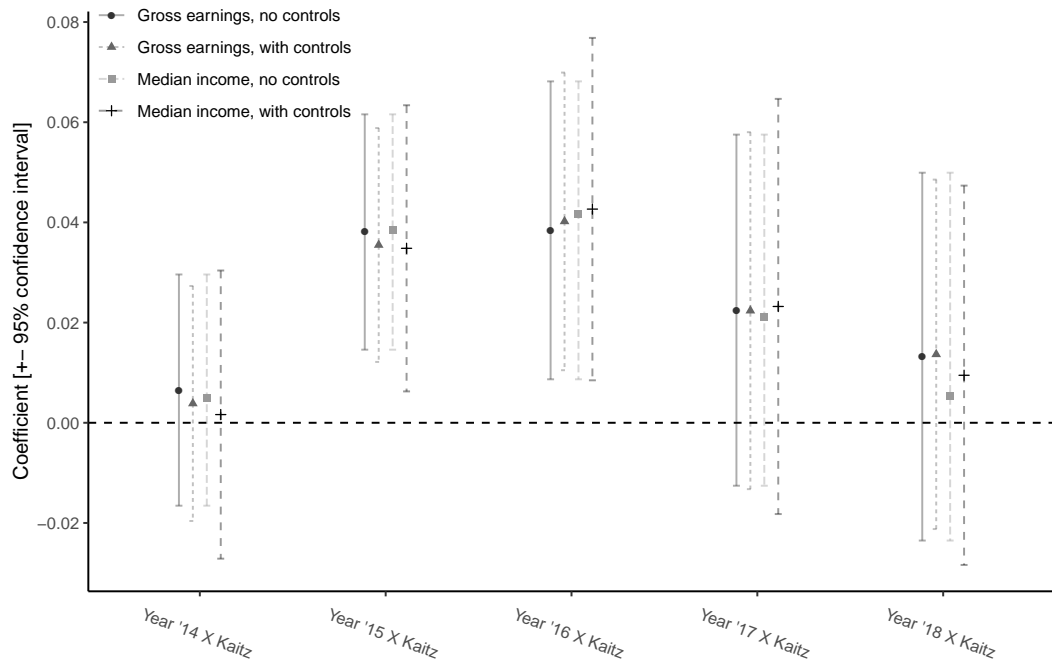 Gross earnings, no controls
Gross earnings, with controls
Median income, no controls
Median income, with controls
Coefficient [+− 95% confidence interval]
0.08
0.06
0.04
0.02
0.00
−0.02
Year '14 X Kaitz
Year '15 X Kaitz
Year '16 X Kaitz
Year '17 X Kaitz
Year '18 X Kaitz